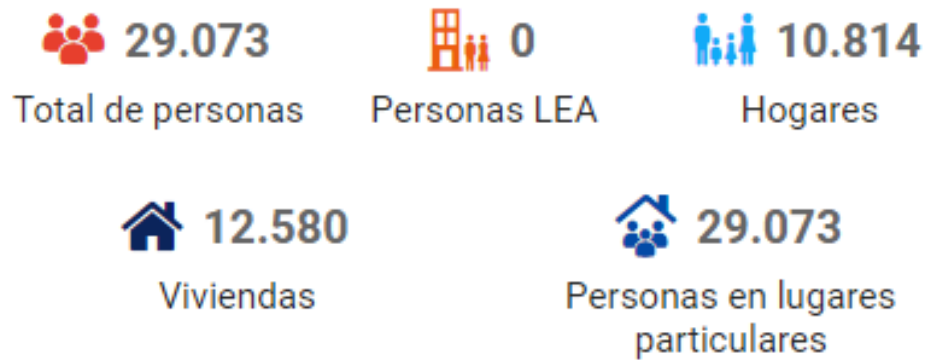 29.073
Total de personas
0
Personas LEA
10.814
Hogares
12.580
Viviendas
29.073
Personas en lugares
particulares